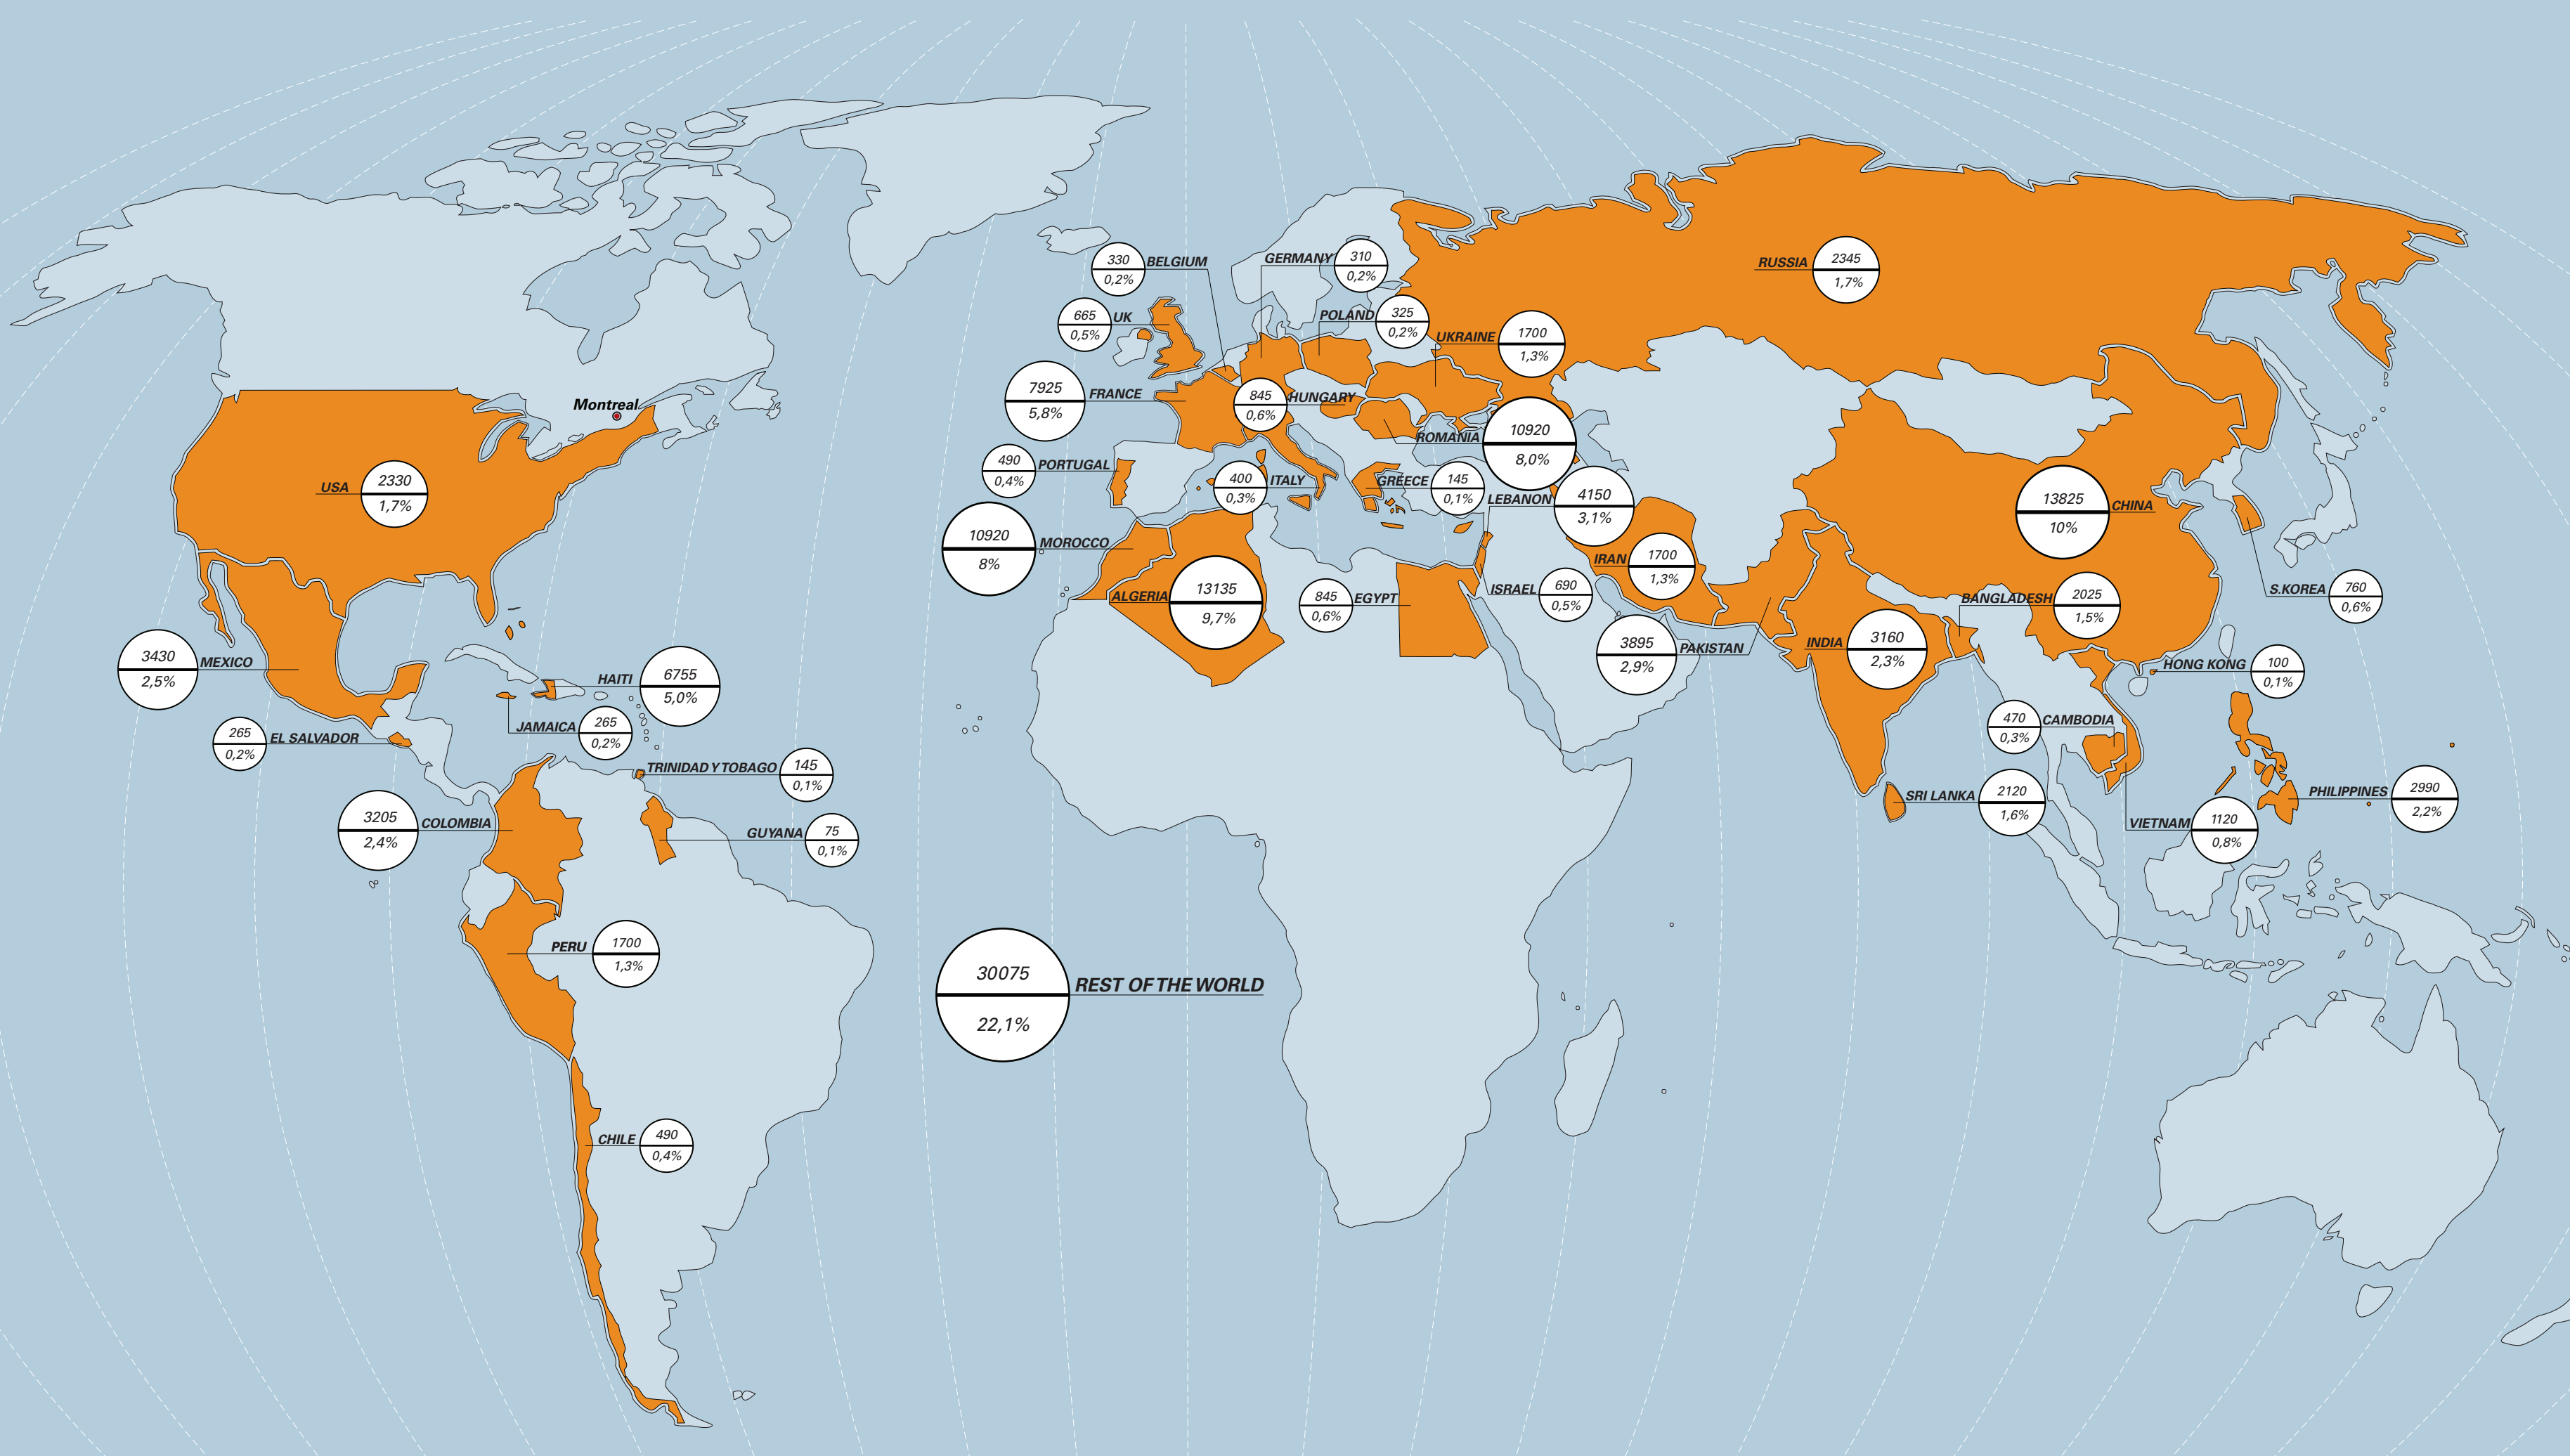 330
0,2%
BELGIUM
GERMANY
310
0,2%
RUSSIA
2345
1,7%
665
0,5%
UK
POLAND
325
0,2%
UKRAINE
1700
1,3%
7925
5,8%
FRANCE
845
0,6%
HUNGARY
Montreal
ROMANIA
10920
8,0%
490
0,4%
PORTUGAL
400
0,3%
ITALY
GREECE
145
0,1%
LEBANON
4150
3,1%
USA
2330
1,7%
13825
10%
CHINA
10920
8%
MOROCCO
IRAN
1700
1,3%
ALGERIA
13135
9,7%
845
0,6%
EGYPT
ISRAEL
690
0,5%
BANGLADESH
2025
1,5%
S.KOREA
760
0,6%
3430
2,5%
MEXICO
HAITI
6755
5,0%
3895
2,9%
PAKISTAN
INDIA
3160
2,3%
HONG KONG
100
0,1%
265
0,2%
EL SALVADOR
JAMAICA
265
0,2%
470
0,3%
CAMBODIA
TRINIDAD Y TOBAGO
145
0,1%
SRI LANKA
2120
1,6%
PHILIPPINES
2990
2,2%
3205
2,4%
COLOMBIA
GUYANA
75
0,1%
VIETNAM
1120
0,8%
PERU
1700
1,3%
30075
22,1%
REST OF THE WORLD
CHILE
490
0,4%